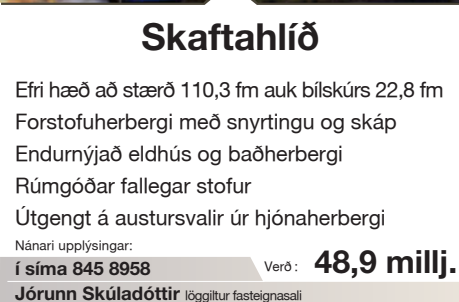 Skaftahlíð
Efri hæð að stærð 110,3 fm auk bílskúrs 22,8 fm
Forstofuherbergi með snyrtingu og skáp
Endurnýjað eldhús og baðherbergi
Rúmgóðar fallegar stofur
Útgengt á austursvalir úr hjónaherbergi
Nánari upplýsingar:
í síma 845 8958
Verð: 48,9 millj.
Jórunn Skúladóttir löggiltur fasteignasali